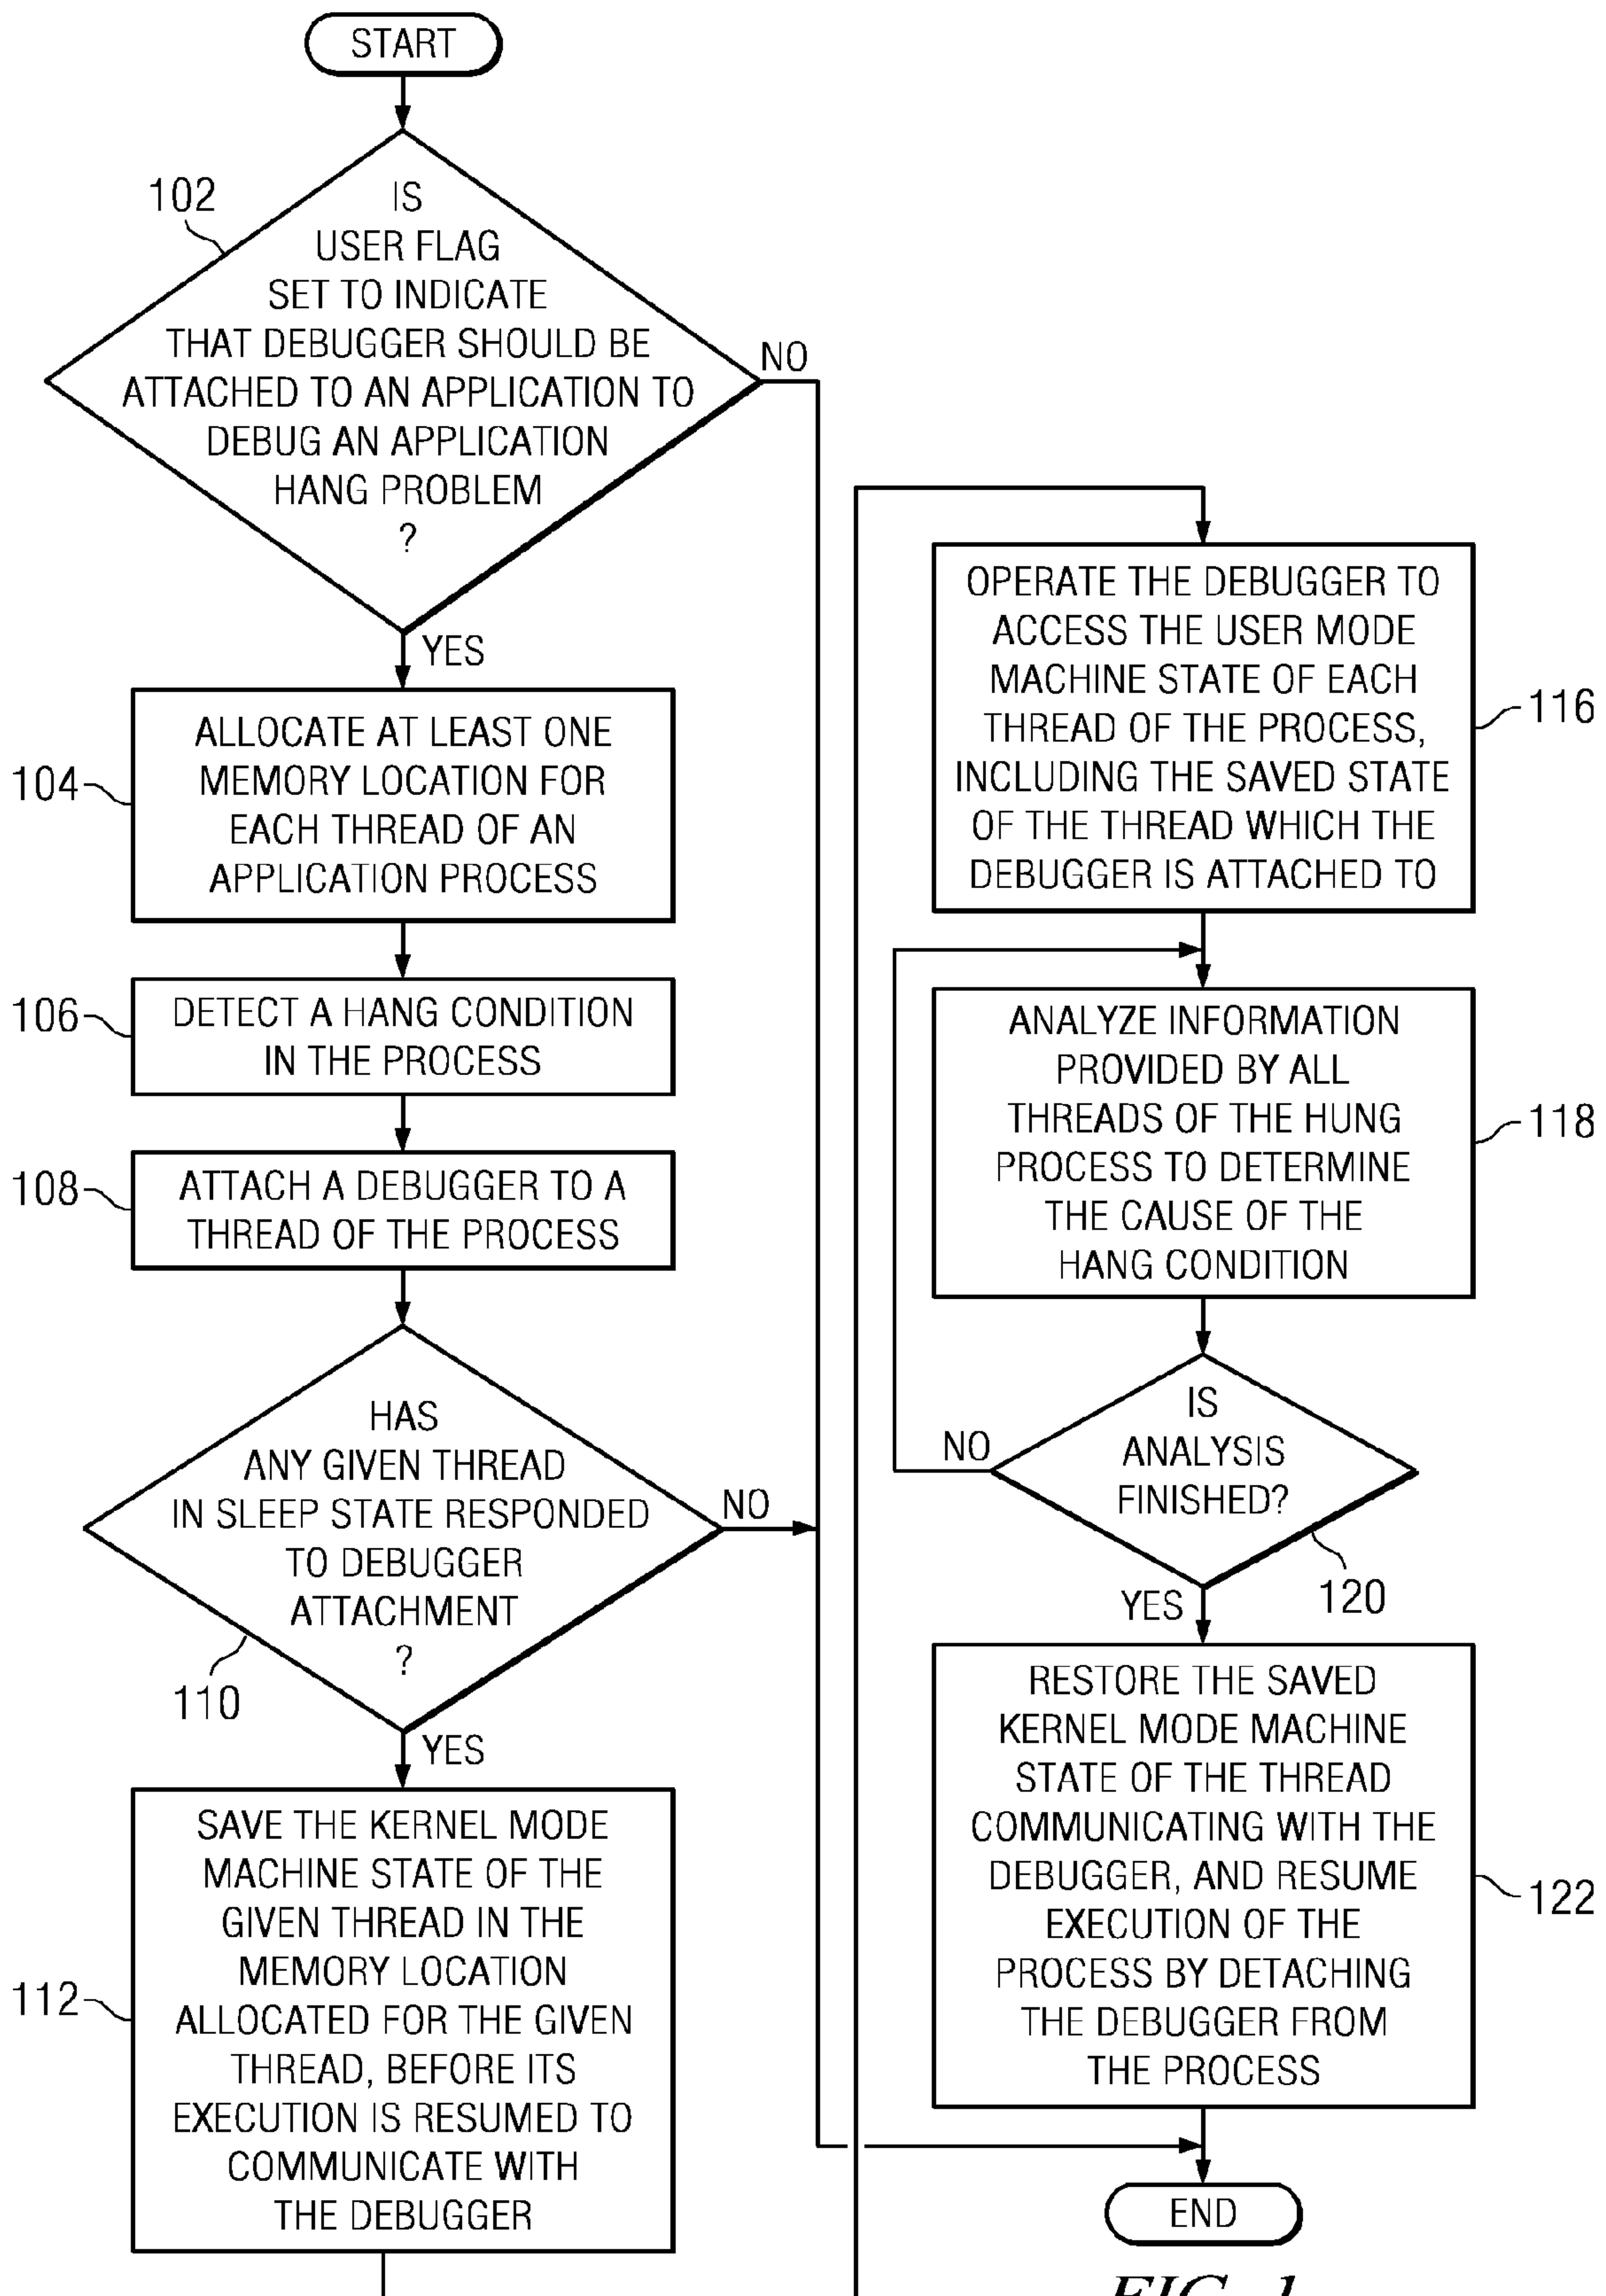 START
102
IS
USER FLAG
SET TO INDICATE
THAT DEBUGGER SHOULD BE
ATTACHED TO AN APPLICATION TO
DEBUG AN APPLICATION
HANG PROBLEM
?
NO
YES
104
ALLOCATE AT LEAST ONE
MEMORY LOCATION FOR
EACH THREAD OF AN
APPLICATION PROCESS
106
DETECT A HANG CONDITION
IN THE PROCESS
108
ATTACH A DEBUGGER TO A
THREAD OF THE PROCESS
HAS
ANY GIVEN THREAD
IN SLEEP STATE RESPONDED
TO DEBUGGER
ATTACHMENT
?
NO
110
YES
112
SAVE THE KERNEL MODE
MACHINE STATE OF THE
GIVEN THREAD IN THE
MEMORY LOCATION
ALLOCATED FOR THE GIVEN
THREAD, BEFORE ITS
EXECUTION IS RESUMED TO
COMMUNICATE WITH
THE DEBUGGER
OPERATE THE DEBUGGER TO
ACCESS THE USER MODE
MACHINE STATE OF EACH
THREAD OF THE PROCESS,
INCLUDING THE SAVED STATE
OF THE THREAD WHICH THE
DEBUGGER IS ATTACHED TO
116
ANALYZE INFORMATION
PROVIDED BY ALL
THREADS OF THE HUNG
PROCESS TO DETERMINE
THE CAUSE OF THE
HANG CONDITION
118
IS
ANALYSIS
FINISHED?
NO
120
YES
RESTORE THE SAVED
KERNEL MODE MACHINE
STATE OF THE THREAD
COMMUNICATING WITH THE
DEBUGGER, AND RESUME
EXECUTION OF THE
PROCESS BY DETACHING
THE DEBUGGER FROM
THE PROCESS
122
END
FIG. 1